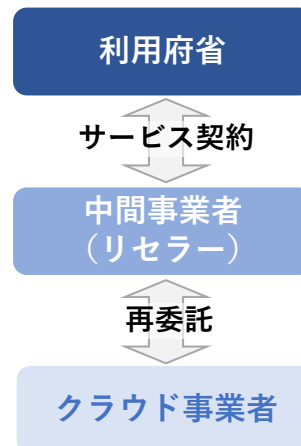 利用府省
サービス契約
中間事業者
（リセラー）
再委託
クラウド事業者